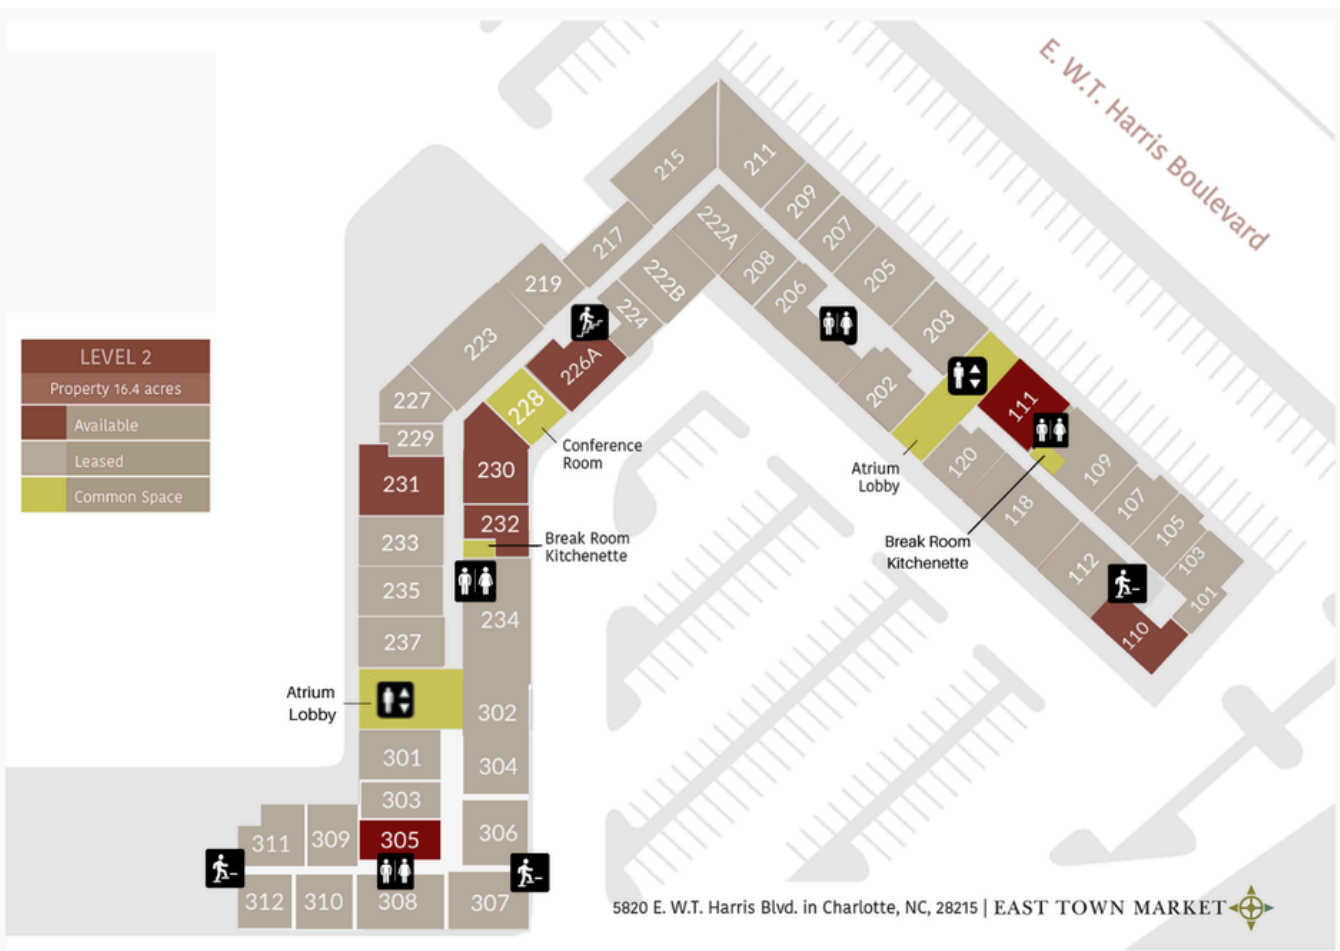 E. W.T. Harris Boulevard
215
211
209
217
222A
207
208
205
219
222B
206
224
203
223
226A
202
111
227
228
229
Conference
Room
230
231
Atrium
Lobby
120
109
118
107
105
103
101
112
110
Break Room
Kitchenette
LEVEL 2
Property 16.4 acres
Available
Leased
Common Space
232
233
Break Room
Kitchenette
235
234
237
Atrium
Lobby
302
301
304
303
305
306
311
309
312
310
308
307
5820 E. W.T. Harris Blvd. in Charlotte, NC, 28215 | EAST TOWN MARKET